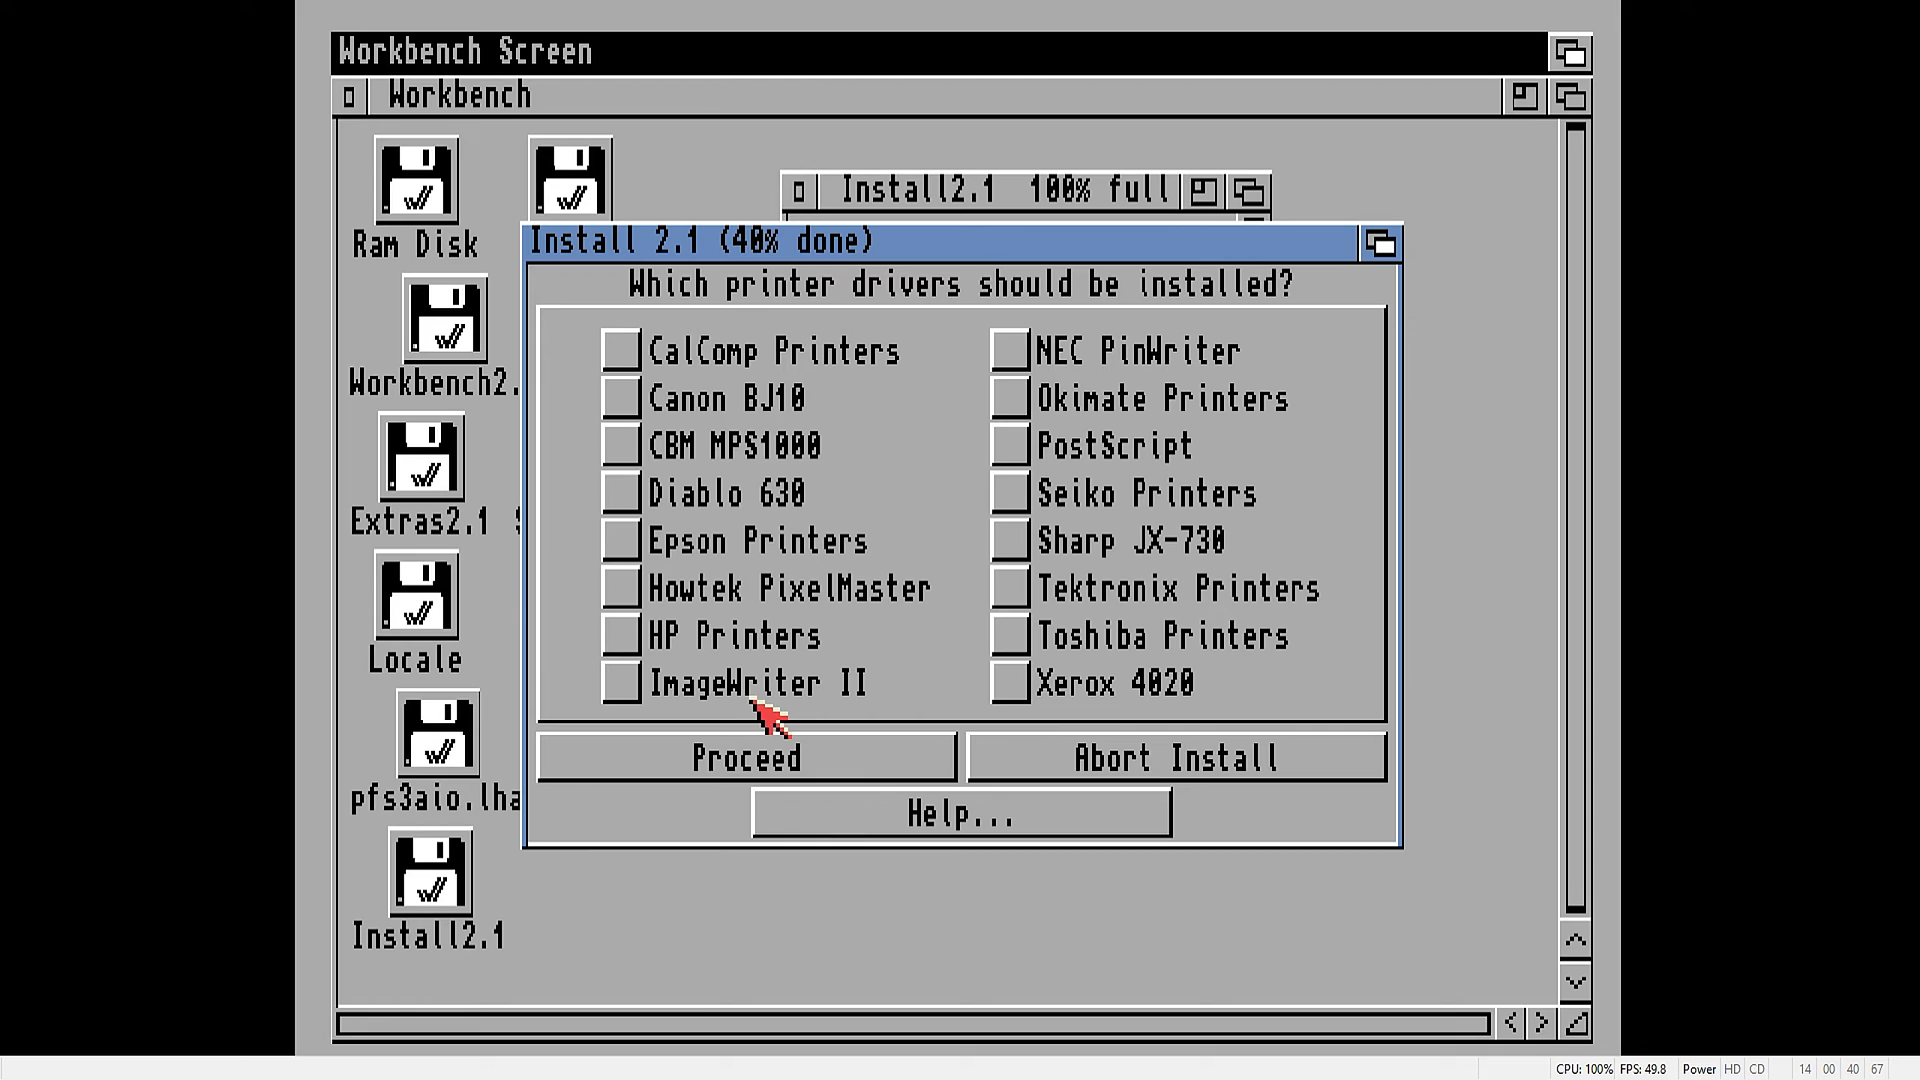 Workbench Screen
Workbench
Install2.1 100% full
Ram Disk
Install 2.1 (40% done)
Which printer drivers should be installed?
CalComp Printers
NEC PinWriter
Workbench2.
Canon BJ10
Okimate Printers
CBM MPS1000
PostScript
Diablo 630
Seiko Printers
Extras2.1
Epson Printers
Sharp JX-730
Howtek PixelMaster
Tektronix Printers
HP Printers
Toshiba Printers
Locale
ImageWriter II
Xerox 4020
Proceed
Abort Install
pfs3aio.lha
Help...
Install2.1
CPU: 100% FPS: 49.8 Power HD CD 14 00 40 67